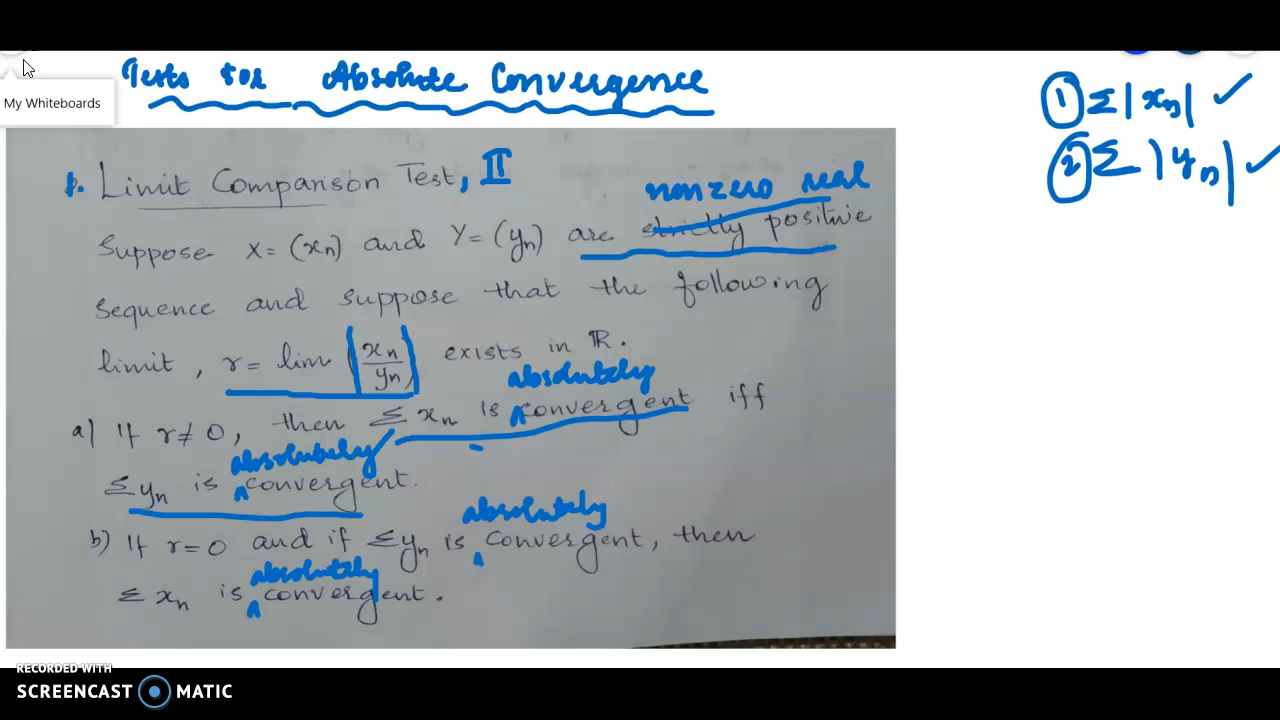 Tests for Absolute Convergence
My Whiteboards
① Σ|xn| ✓
② Σ|yn| ✓
1. Limit Comparison Test, II
nonzero real
Suppose X = (xn) and Y = (yn) are strictly positive
sequence and suppose that the following
limit, r = lim |xn/yn| exists in ℝ.
absolutely
a) If r ≠ 0, then Σ xn is ^convergent iff
absolutely
Σ yn is ^convergent.
absolutely
b) If r = 0 and if Σ yn is ^convergent, then
absolutely
Σ xn is ^convergent.
RECORDED WITH
SCREENCAST MATIC